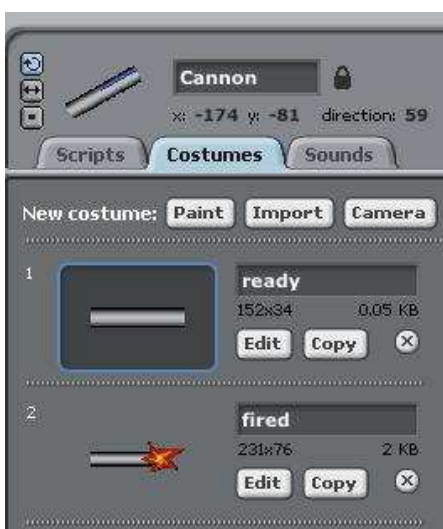 Cannon
x: -174 y: -81 direction: 59
Scripts Costumes Sounds
New costume: Paint Import Camera
1
ready
152x34 0.05 KB
Edit Copy
2
fired
231x76 2 KB
Edit Copy